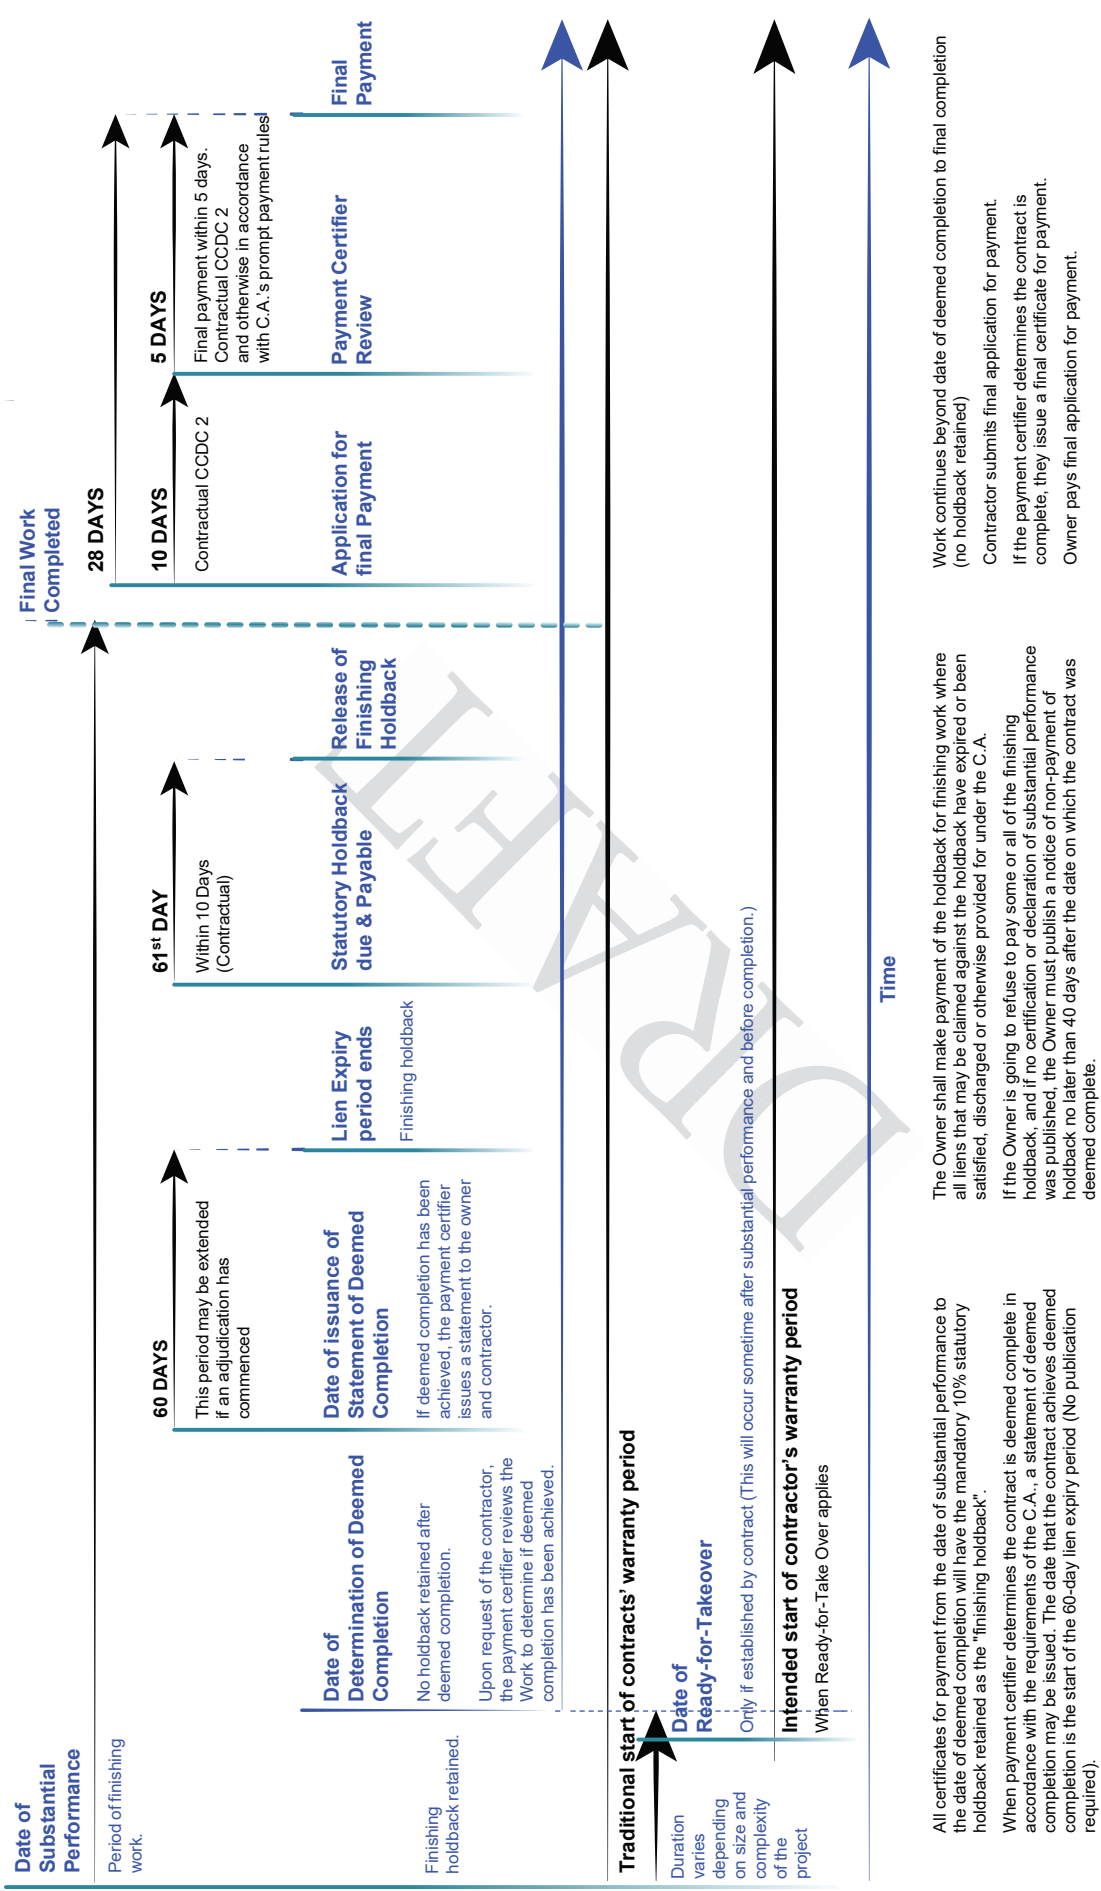 Date of
Substantial
Performance
Period of finishing
work.
Finishing
holdback retained.
Date of
Determination of Deemed
Completion
No holdback retained after
deemed completion.
Upon request of the contractor,
the payment certifier reviews the
Work to determine if deemed
completion has been achieved.
60 DAYS
This period may be extended
if an adjudication has
commenced
Date of issuance of
Statement of Deemed
Completion
If deemed completion has been
achieved, the payment certifier
issues a statement to the owner
and contractor.
Lien Expiry
period ends
Finishing holdback
61st DAY
Within 10 Days
(Contractual)
Statutory Holdback
due & Payable
Release of
Finishing
Holdback
Final Work
Completed
28 DAYS
10 DAYS
Contractual CCDC 2
Application for
final Payment
5 DAYS
Final payment within 5 days.
Contractual CCDC 2
and otherwise in accordance
with C.A.'s prompt payment rules
Payment Certifier
Review
Final
Payment
Traditional start of contracts' warranty period
Duration
varies
depending
on size and
complexity
of the
project
Date of
Ready-for-Takeover
Only if established by contract (This will occur sometime after substantial performance and before completion.)
Intended start of contractor's warranty period
When Ready-for-Take Over applies
Time
DRAFT
All certificates for payment from the date of substantial performance to
the date of deemed completion will have the mandatory 10% statutory
holdback retained as the "finishing holdback".
When payment certifier determines the contract is deemed complete in
accordance with the requirements of the C.A., a statement of deemed
completion may be issued. The date that the contract achieves deemed
completion is the start of the 60-day lien expiry period (No publication
required).
The Owner shall make payment of the holdback for finishing work where
all liens that may be claimed against the holdback have expired or been
satisfied, discharged or otherwise provided for under the C.A.
If the Owner is going to refuse to pay some or all of the finishing
holdback, and if no certification or declaration of substantial performance
was published, the Owner must publish a notice of non-payment of
holdback no later than 40 days after the date on which the contract was
deemed complete.
Work continues beyond date of deemed completion to final completion
(no holdback retained)
Contractor submits final application for payment.
If the payment certifier determines the contract is
complete, they issue a final certificate for payment.
Owner pays final application for payment.